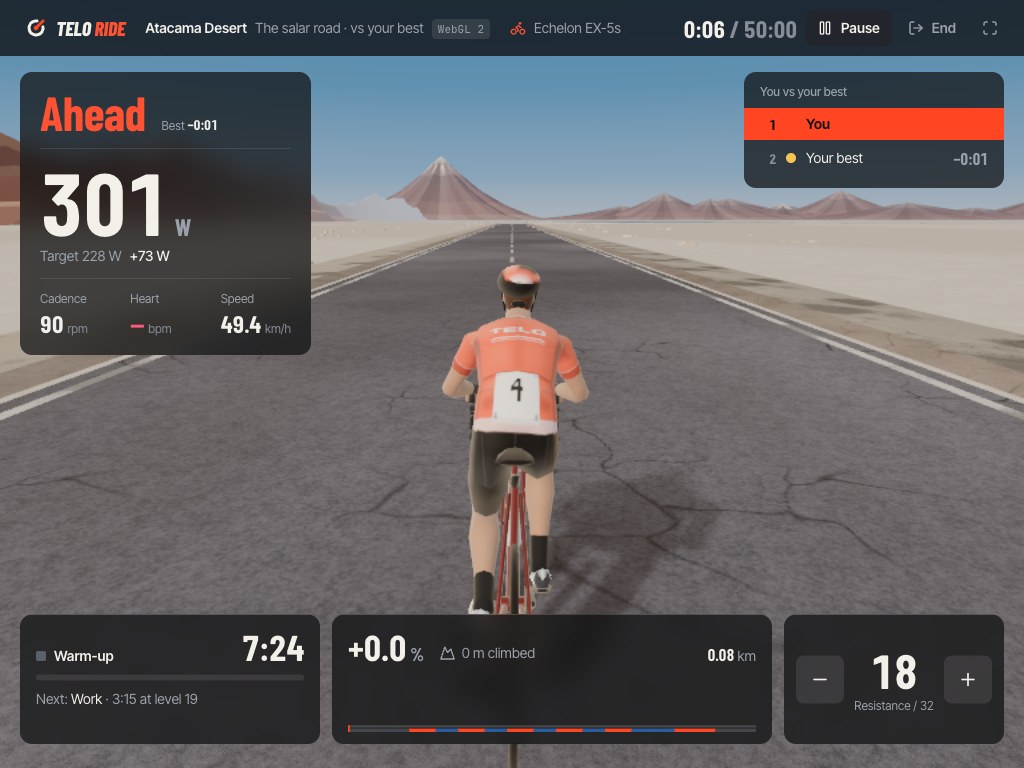 TELO RIDE
Atacama Desert The salar road · vs your best WebGL 2
Echelon EX-5s
0:06 / 50:00
Pause
End
Ahead Best −0:01
301 W
Target 228 W +73 W
Cadence Heart Speed
90 rpm – bpm 49.4 km/h
You vs your best
1 You
2 Your best −0:01
TELO
4
Warm-up 7:24
Next: Work · 3:15 at level 19
+0.0 % 0 m climbed 0.08 km
− 18 +
Resistance / 32